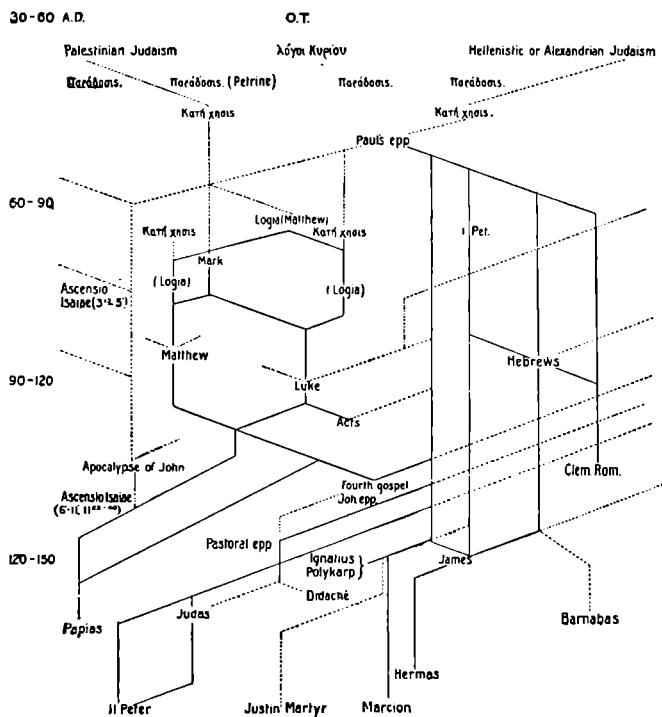 30-60 A.D.
O.T.
Palestinian Judaism
λόγοι Κυρίου
Hellenistic or Alexandrian Judaism
Παράδοσις.
Παράδοσις. (Petrine)
Παράδοσις.
Παράδοσις.
Κατήχησις
Κατήχησις.
Paul's epp
60-90
Logia (Matthew)
Κατήχησις
Κατήχησις
I Pet.
Mark
(Logia)
(Logia)
Ascensio
Isaiae (3¹³-5¹)
Matthew
Hebrews
90-120
Luke
Acts
Apocalypse of John
Clem Rom.
Fourth gospel
Joh. epp.
Ascensio Isaiae
Pastoral epp
120-150
Ignatius
Polykarp
James
Didaché
Papias
Judas
Barnabas
Hermas
II Peter
Justin Martyr
Marcion